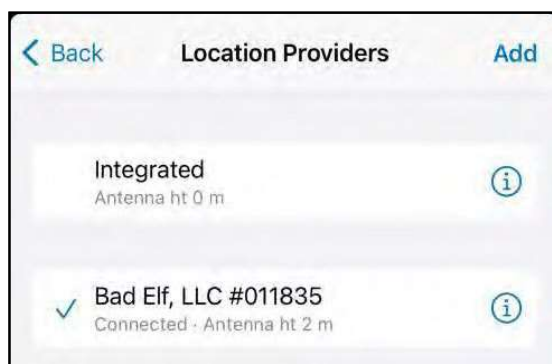 Back Location Providers Add
Integrated
Antenna ht 0 m
Bad Elf, LLC #011835
Connected · Antenna ht 2 m